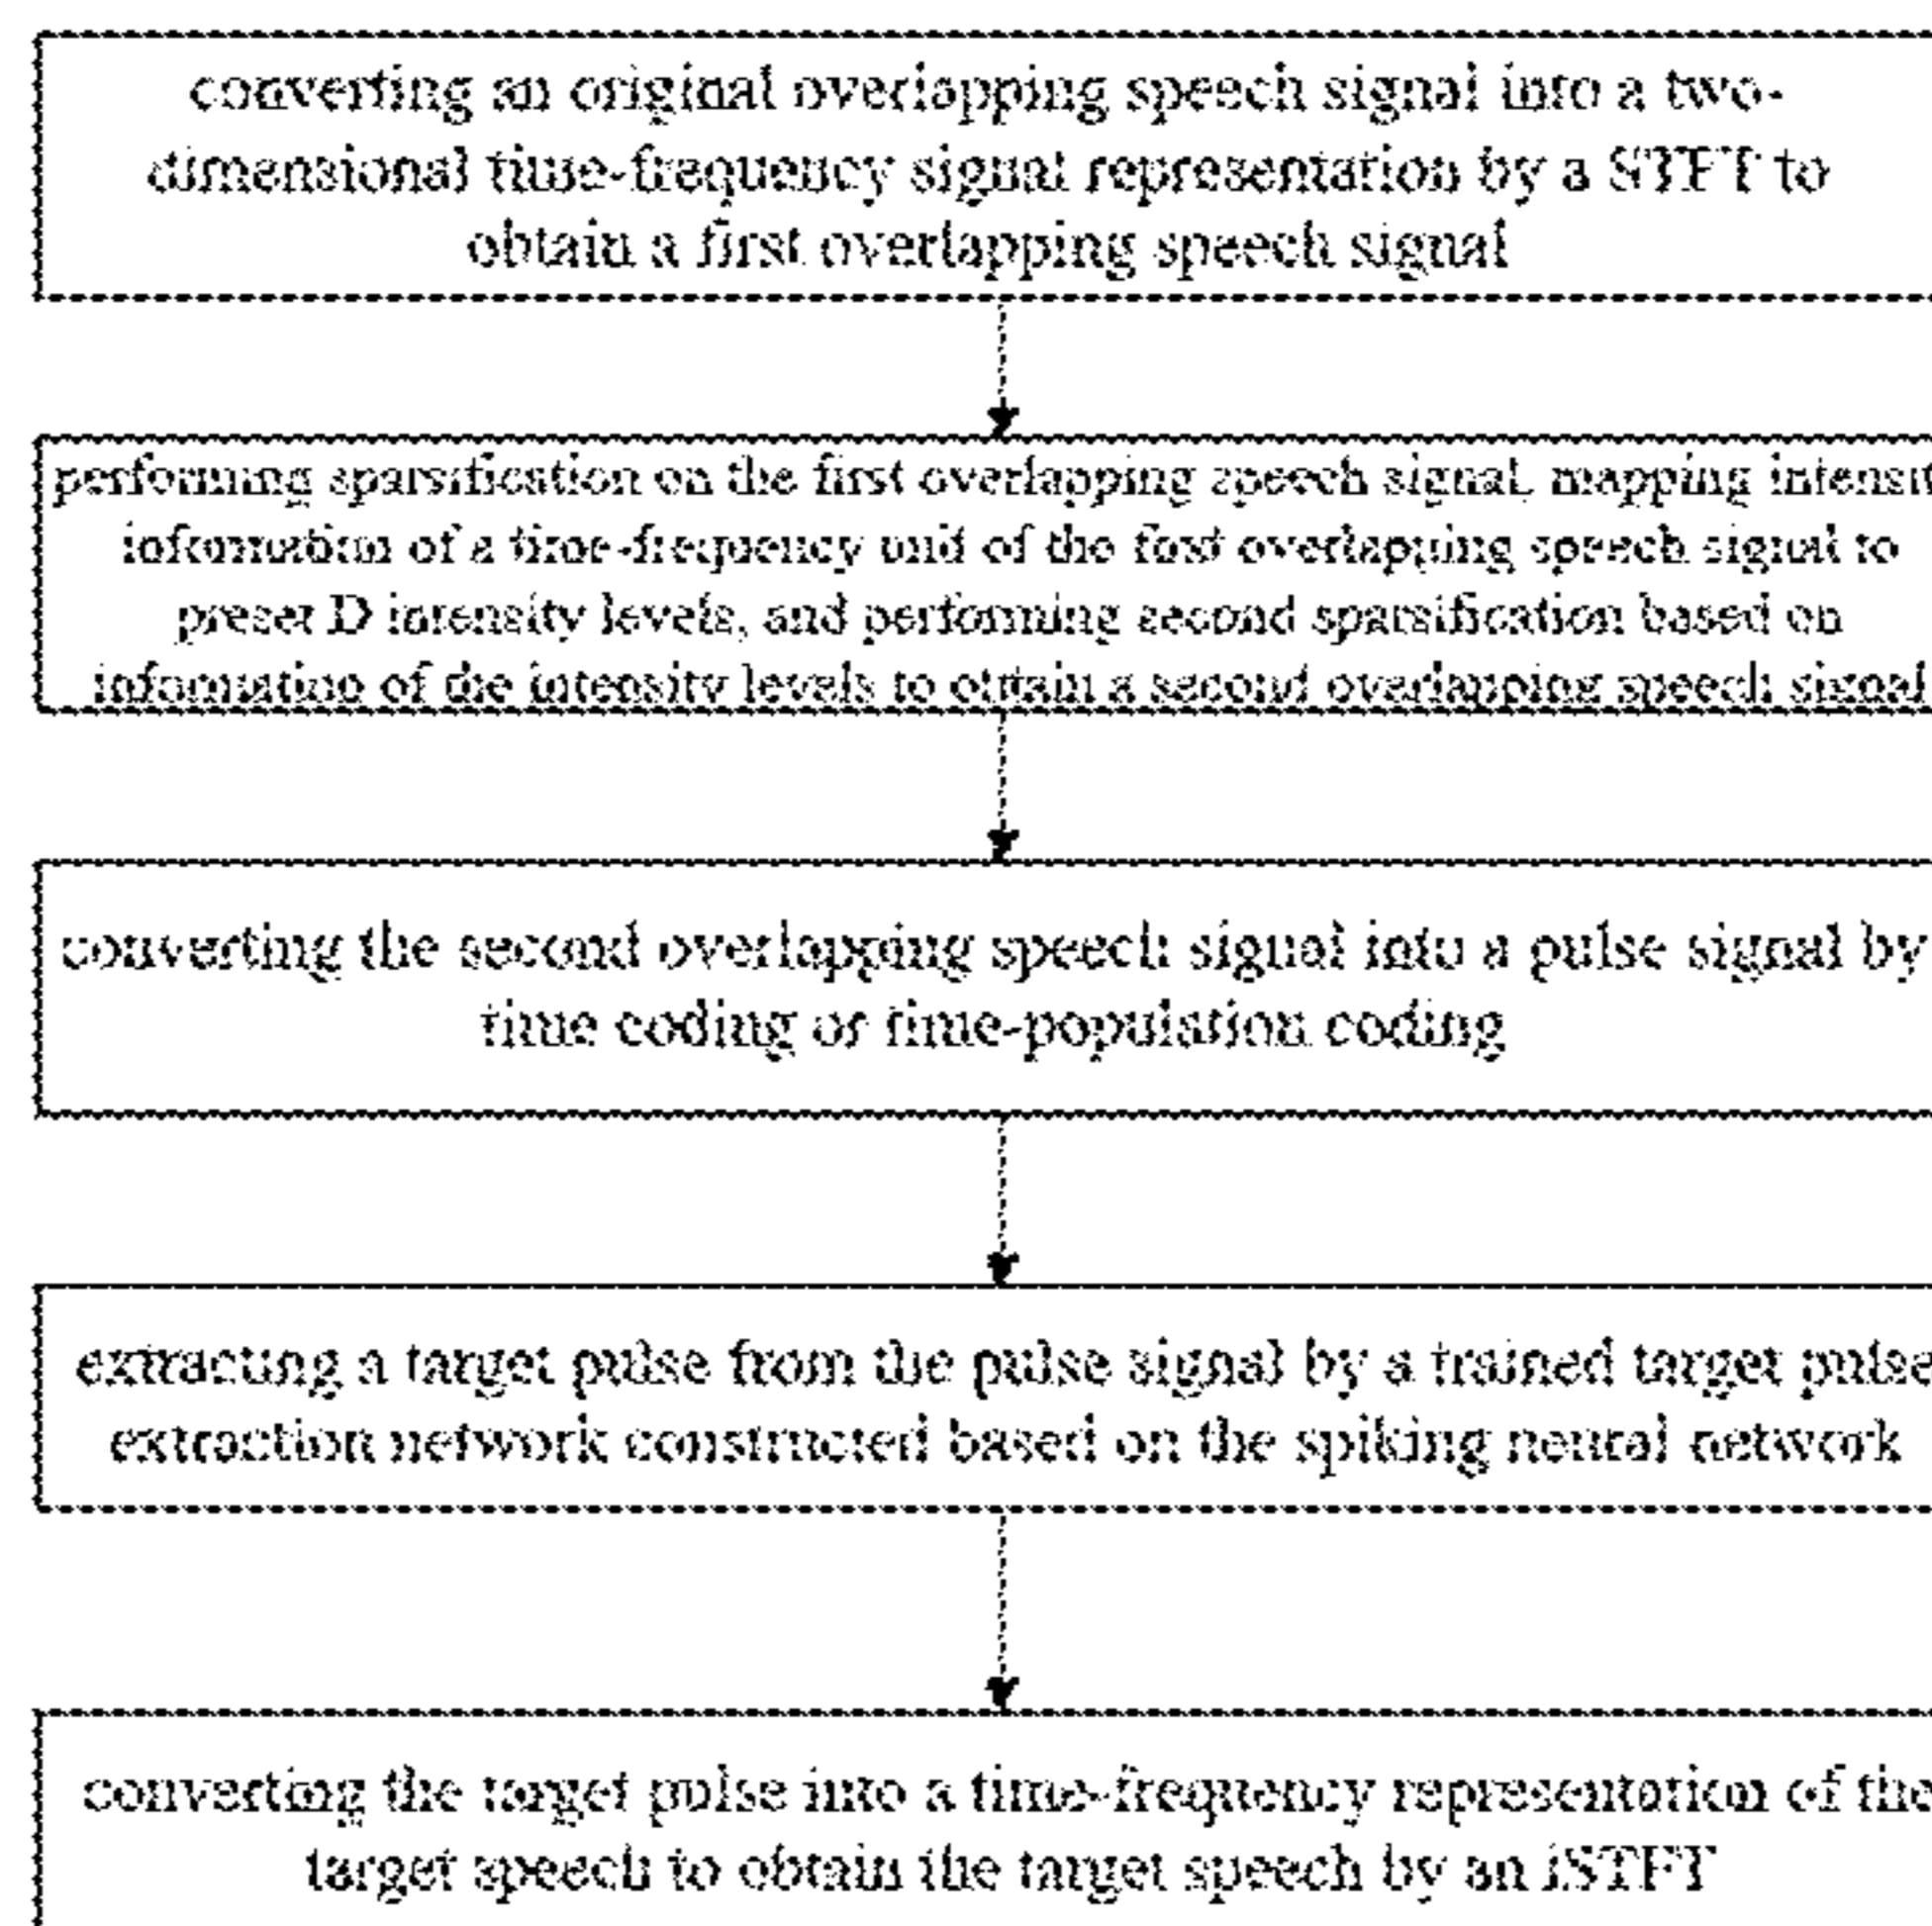 converting an original overlapping speech signal into a two-
dimensional time-frequency signal representation by a STFT to
obtain a first overlapping speech signal
performing sparsification on the first overlapping speech signal, mapping intensit
information of a time-frequency unit of the first overlapping speech signal to
preset D intensity levels, and performing second sparsification based on
information of the intensity levels to obtain a second overlapping speech signal
converting the second overlapping speech signal into a pulse signal by
time coding or time-population coding
extracting a target pulse from the pulse signal by a trained target pulse
extraction network constructed based on the spiking neural network
converting the target pulse into a time-frequency representation of the
target speech to obtain the target speech by an iSTFT